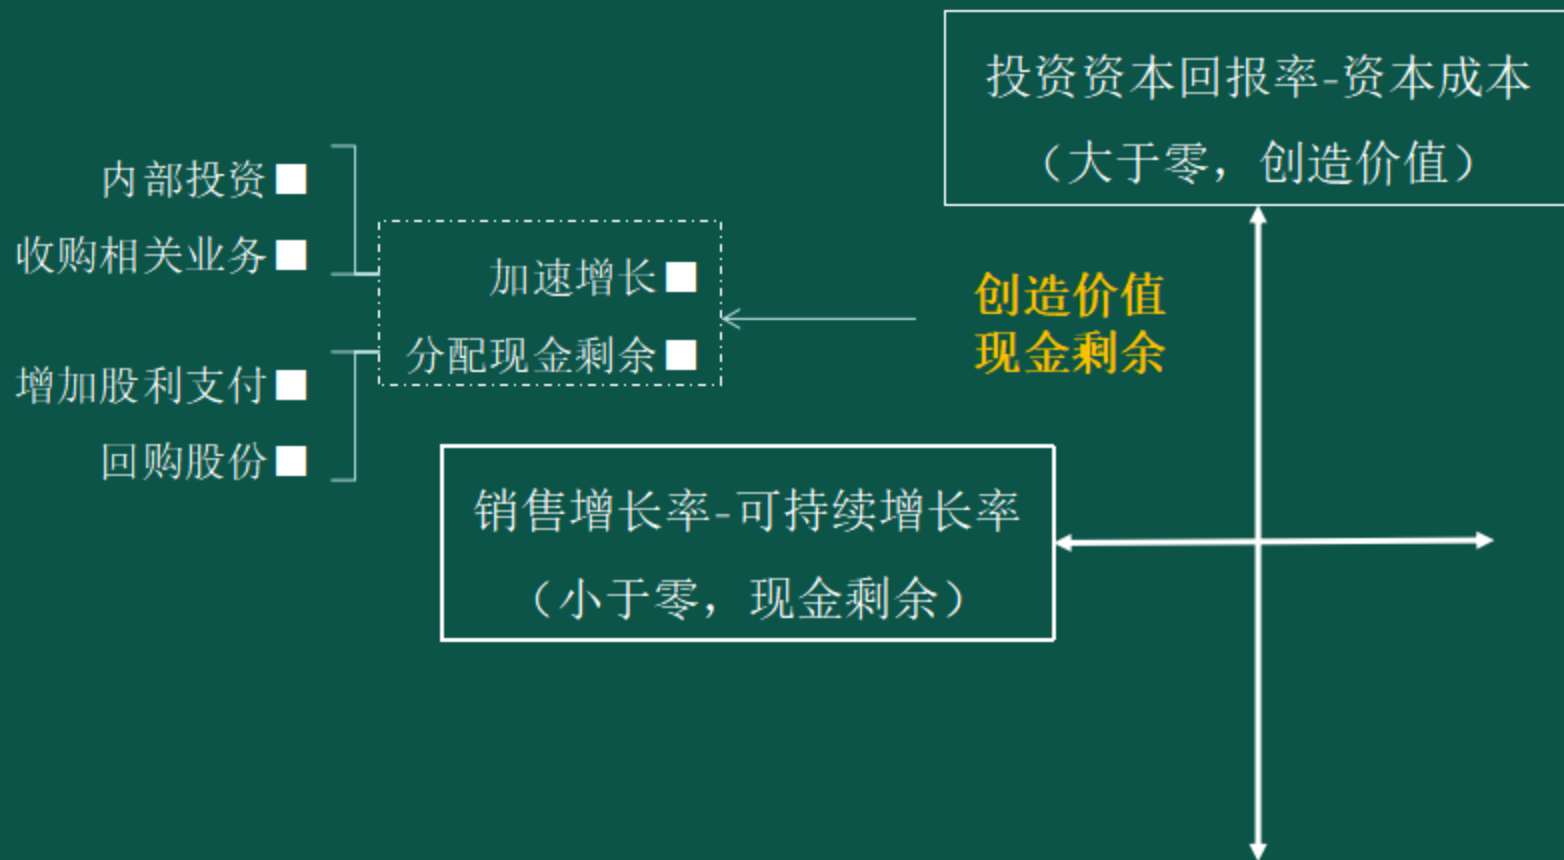 投资资本回报率-资本成本
（大于零，创造价值）
内部投资
收购相关业务
加速增长
分配现金剩余
创造价值
现金剩余
增加股利支付
回购股份
销售增长率-可持续增长率
（小于零，现金剩余）